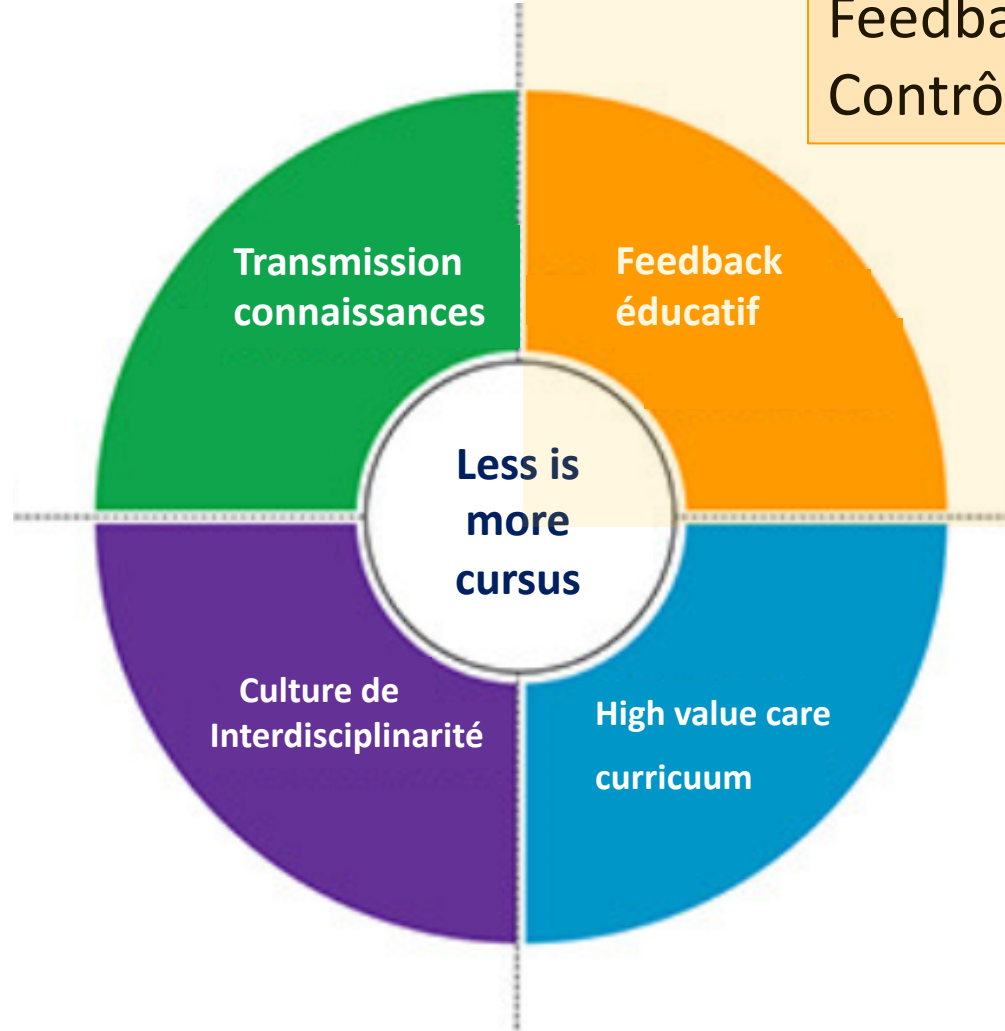 Feedba
Contrô
Transmission
connaissances
Feedback
éducatif
Less is
more
cursus
Culture de
Interdisciplinarité
High value care
curricuum